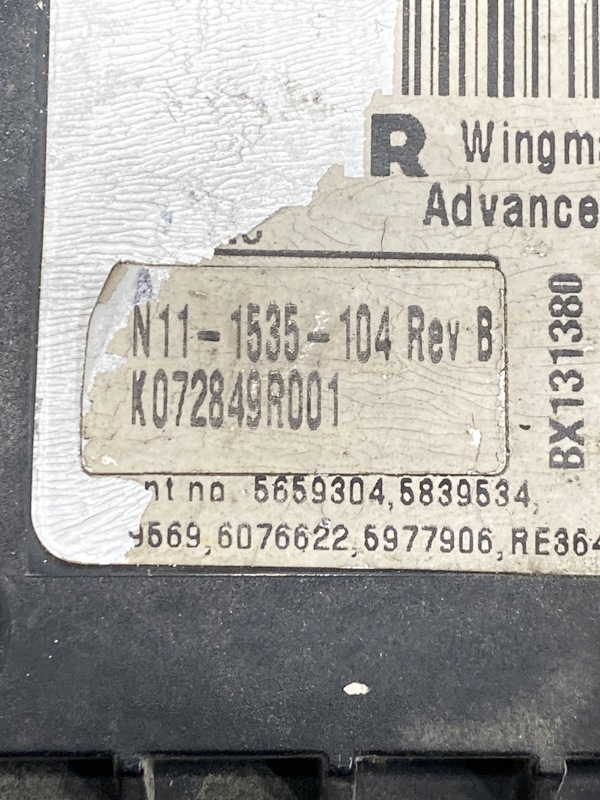 R Wingma
Advance
N11-1535-104 Rev B
K072849R001
BX131380
nt no. 5659304,5839534,
9569,6076622,5977906,RE364